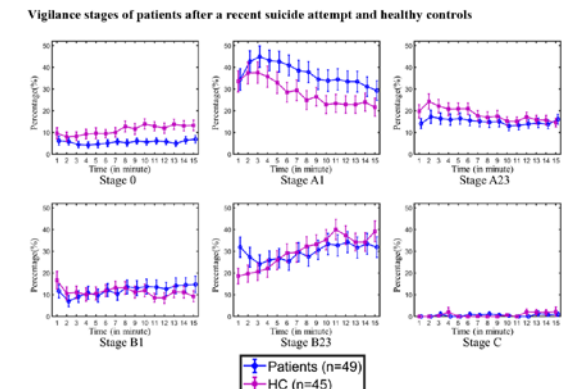 Vigilance stages of patients after a recent suicide attempt and healthy controls
Percentage(%)
50
40
30
20
10
0
1 2 3 4 5 6 7 8 9 10 11 12 13 14 15
Time (in minute)
Stage 0
Percentage(%)
50
40
30
20
10
0
1 2 3 4 5 6 7 8 9 10 11 12 13 14 15
Time (in minute)
Stage A1
Percentage(%)
50
40
30
20
10
0
1 2 3 4 5 6 7 8 9 10 11 12 13 14 15
Time (in minute)
Stage A23
Percentage(%)
50
40
30
20
10
0
1 2 3 4 5 6 7 8 9 10 11 12 13 14 15
Time (in minute)
Stage B1
Percentage(%)
50
40
30
20
10
0
1 2 3 4 5 6 7 8 9 10 11 12 13 14 15
Time (in minute)
Stage B23
Percentage(%)
50
40
30
20
10
0
1 2 3 4 5 6 7 8 9 10 11 12 13 14 15
Time (in minute)
Stage C
Patients (n=49)
HC (n=45)